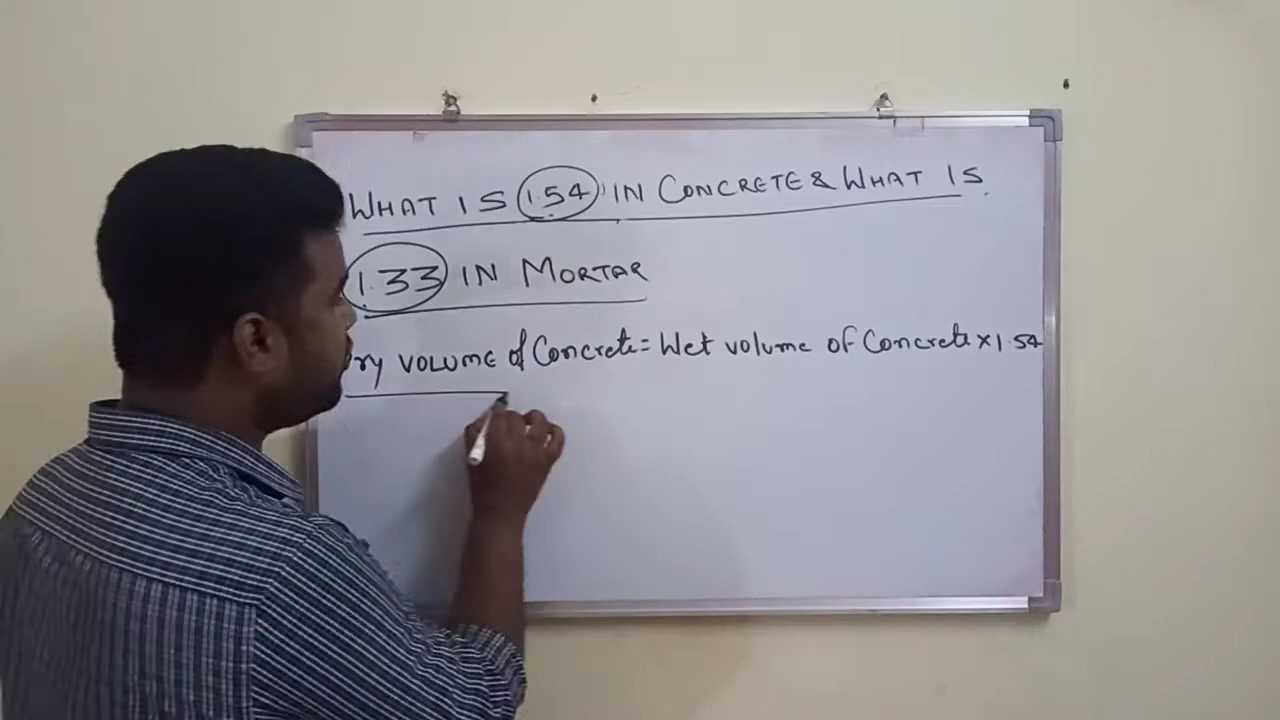 WHAT IS 1.54 IN CONCRETE & WHAT IS
1.33 IN MORTAR
ry VOLUME of Concrete = Wet volume of Concrete x 1.54